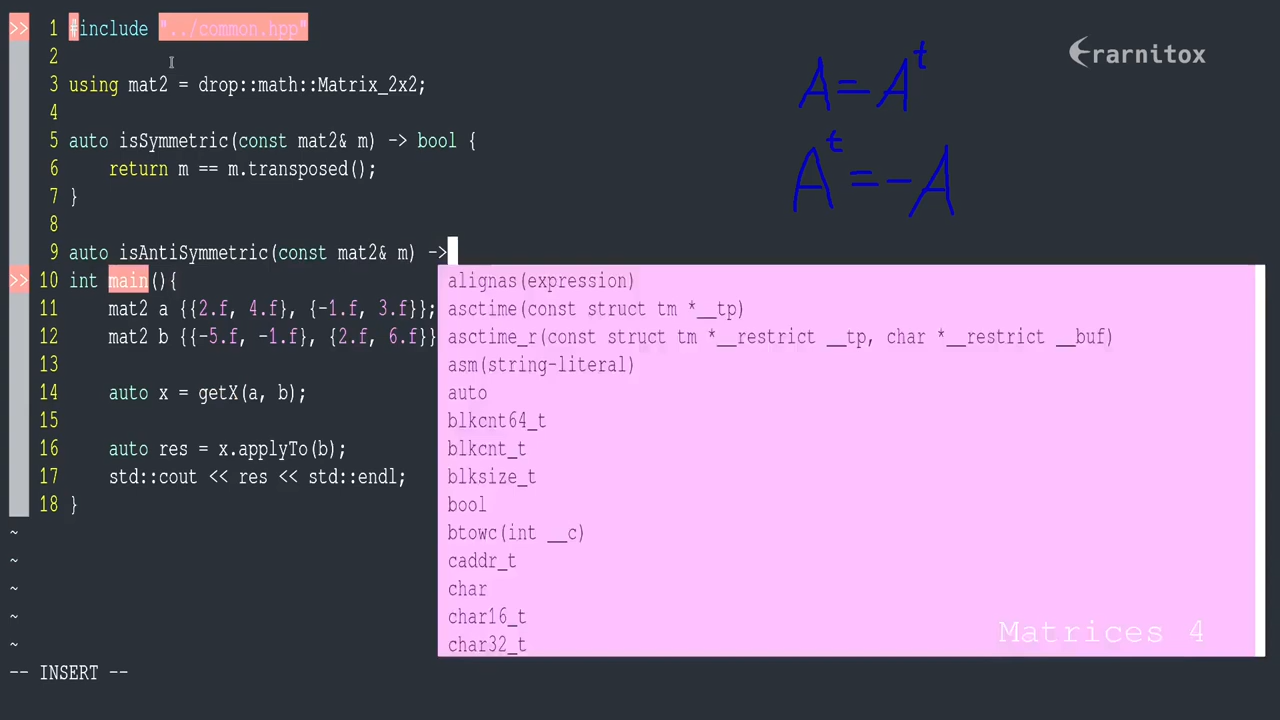 >> 1 #include "../common.hpp"
2
3 using mat2 = drop::math::Matrix_2x2;
4
5 auto isSymmetric(const mat2& m) -> bool {
6 return m == m.transposed();
7 }
8
9 auto isAntiSymmetric(const mat2& m) ->
>> 10 int main(){
11 mat2 a {{2.f, 4.f}, {-1.f, 3.f}};
12 mat2 b {{-5.f, -1.f}, {2.f, 6.f}}
13
14 auto x = getX(a, b);
15
16 auto res = x.applyTo(b);
17 std::cout << res << std::endl;
18 }
~
~
~
~
~
-- INSERT --
alignas(expression)
asctime(const struct tm *__tp)
asctime_r(const struct tm *__restrict __tp, char *__restrict __buf)
asm(string-literal)
auto
blkcnt64_t
blkcnt_t
blksize_t
bool
btowc(int __c)
caddr_t
char
char16_t
char32_t
A=Aᵗ
Aᵗ=-A
rarnitox
Matrices 4